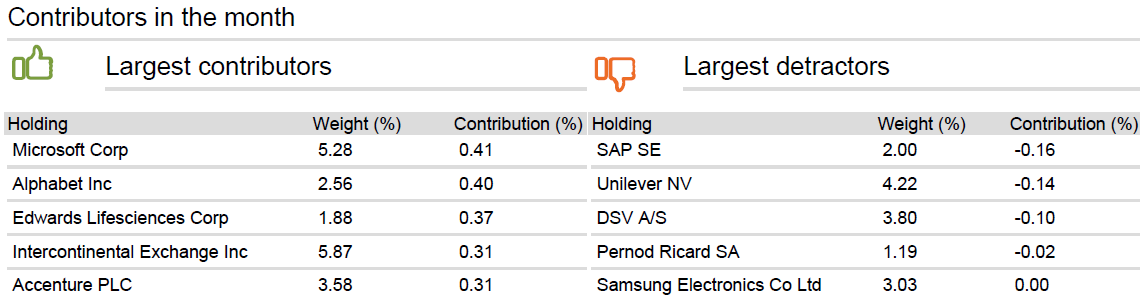 Contributors in the month
Largest contributors Largest detractors
Holding Weight (%) Contribution (%) Holding Weight (%) Contribution (%)
Microsoft Corp 5.28 0.41 SAP SE 2.00 -0.16
Alphabet Inc 2.56 0.40 Unilever NV 4.22 -0.14
Edwards Lifesciences Corp 1.88 0.37 DSV A/S 3.80 -0.10
Intercontinental Exchange Inc 5.87 0.31 Pernod Ricard SA 1.19 -0.02
Accenture PLC 3.58 0.31 Samsung Electronics Co Ltd 3.03 0.00